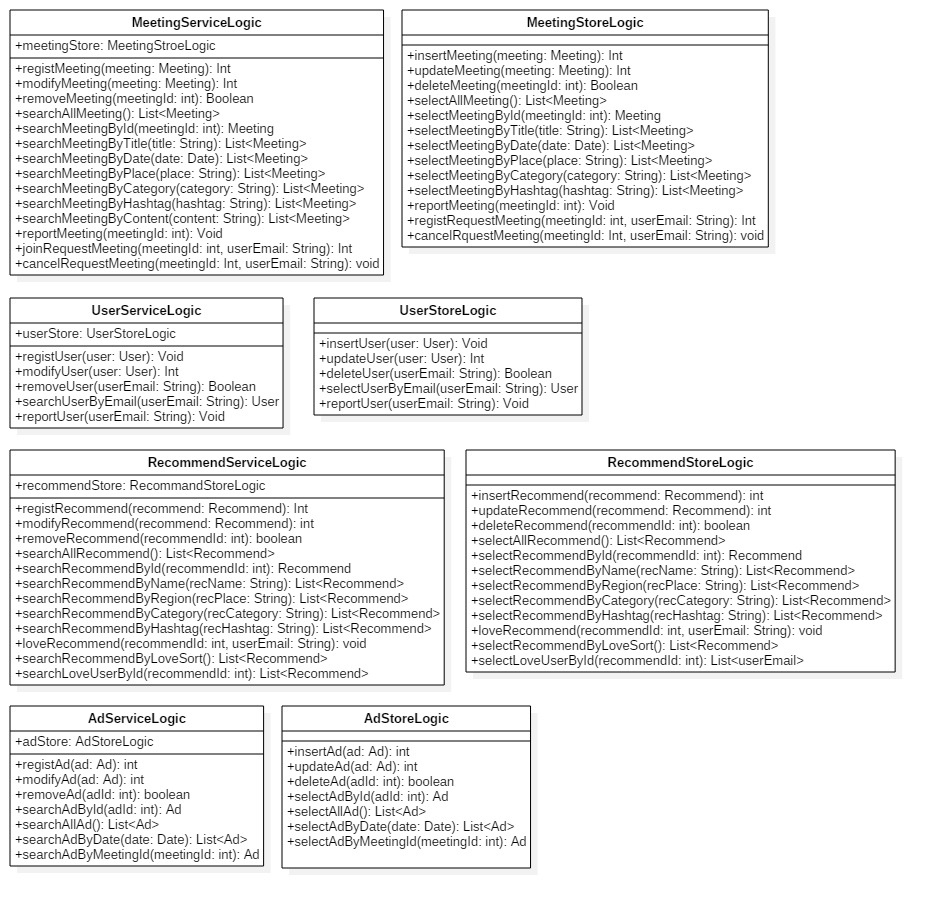 MeetingServiceLogic
+meetingStore: MeetingStroeLogic
+registMeeting(meeting: Meeting): Int
+modifyMeeting(meeting: Meeting): Int
+removeMeeting(meetingId: int): Boolean
+searchAllMeeting(): List<Meeting>
+searchMeetingById(meetingId: int): Meeting
+searchMeetingByTitle(title: String): List<Meeting>
+searchMeetingByDate(date: Date): List<Meeting>
+searchMeetingByPlace(place: String): List<Meeting>
+searchMeetingByCategory(category: String): List<Meeting>
+searchMeetingByHashtag(hashtag: String): List<Meeting>
+searchMeetingByContent(content: String): List<Meeting>
+reportMeeting(meetingId: int): Void
+joinRequestMeeting(meetingId: int, userEmail: String): Int
+cancelRequestMeeting(meetingId: Int, userEmail: String): void
MeetingStoreLogic
+insertMeeting(meeting: Meeting): Int
+updateMeeting(meeting: Meeting): Int
+deleteMeeting(meetingId: int): Boolean
+selectAllMeeting(): List<Meeting>
+selectMeetingById(meetingId: int): Meeting
+selectMeetingByTitle(title: String): List<Meeting>
+selectMeetingByDate(date: Date): List<Meeting>
+selectMeetingByPlace(place: String): List<Meeting>
+selectMeetingByCategory(category: String): List<Meeting>
+selectMeetingByHashtag(hashtag: String): List<Meeting>
+reportMeeting(meetingId: int): Void
+registRequestMeeting(meetingId: int, userEmail: String): Int
+cancelRquestMeeting(meetingId: Int, userEmail: String): void
UserServiceLogic
+userStore: UserStoreLogic
+registUser(user: User): Void
+modifyUser(user: User): Int
+removeUser(userEmail: String): Boolean
+searchUserByEmail(userEmail: String): User
+reportUser(userEmail: String): Void
UserStoreLogic
+insertUser(user: User): Void
+updateUser(user: User): Int
+deleteUser(userEmail: String): Boolean
+selectUserByEmail(userEmail: String): User
+reportUser(userEmail: String): Void
RecommendServiceLogic
+recommendStore: RecommandStoreLogic
+registRecommend(recommend: Recommend): Int
+modifyRecommend(recommend: Recommend): int
+removeRecommend(recommendId: int): boolean
+searchAllRecommend(): List<Recommend>
+searchRecommendById(recommendId: int): Recommend
+searchRecommendByName(recName: String): List<Recommend>
+searchRecommendByRegion(recPlace: String): List<Recommend>
+searchRecommendByCategory(recCategory: String): List<Recommend>
+searchRecommendByHashtag(recHashtag: String): List<Recommend>
+loveRecommend(recommendId: int, userEmail: String): void
+searchRecommendByLoveSort(): List<Recommend>
+searchLoveUserById(recommendId: int): List<Recommend>
RecommendStoreLogic
+insertRecommend(recommend: Recommend): int
+updateRecommend(recommend: Recommend): int
+deleteRecommend(recommendId: int): boolean
+selectAllRecommend(): List<Recommend>
+selectRecommendById(recommendId: int): Recommend
+selectRecommendByName(recName: String): List<Recommend>
+selectRecommendByRegion(recPlace: String): List<Recommend>
+selectRecommendByCategory(recCategory: String): List<Recommend>
+selectRecommendByHashtag(recHashtag: String): List<Recommend>
+loveRecommend(recommendId: int, userEmail: String): void
+selectRecommendByLoveSort(): List<Recommend>
+selectLoveUserById(recommendId: int): List<userEmail>
AdServiceLogic
+adStore: AdStoreLogic
+registAd(ad: Ad): int
+modifyAd(ad: Ad): int
+removeAd(adId: int): boolean
+searchAdById(adId: int): Ad
+searchAllAd(): List<Ad>
+searchAdByDate(date: Date): List<Ad>
+searchAdByMeetingId(meetingId: int): Ad
AdStoreLogic
+insertAd(ad: Ad): int
+updateAd(ad: Ad): int
+deleteAd(adId: int): boolean
+selectAdById(adId: int): Ad
+selectAllAd(): List<Ad>
+selectAdByDate(date: Date): List<Ad>
+selectAdByMeetingId(meetingId: int): Ad